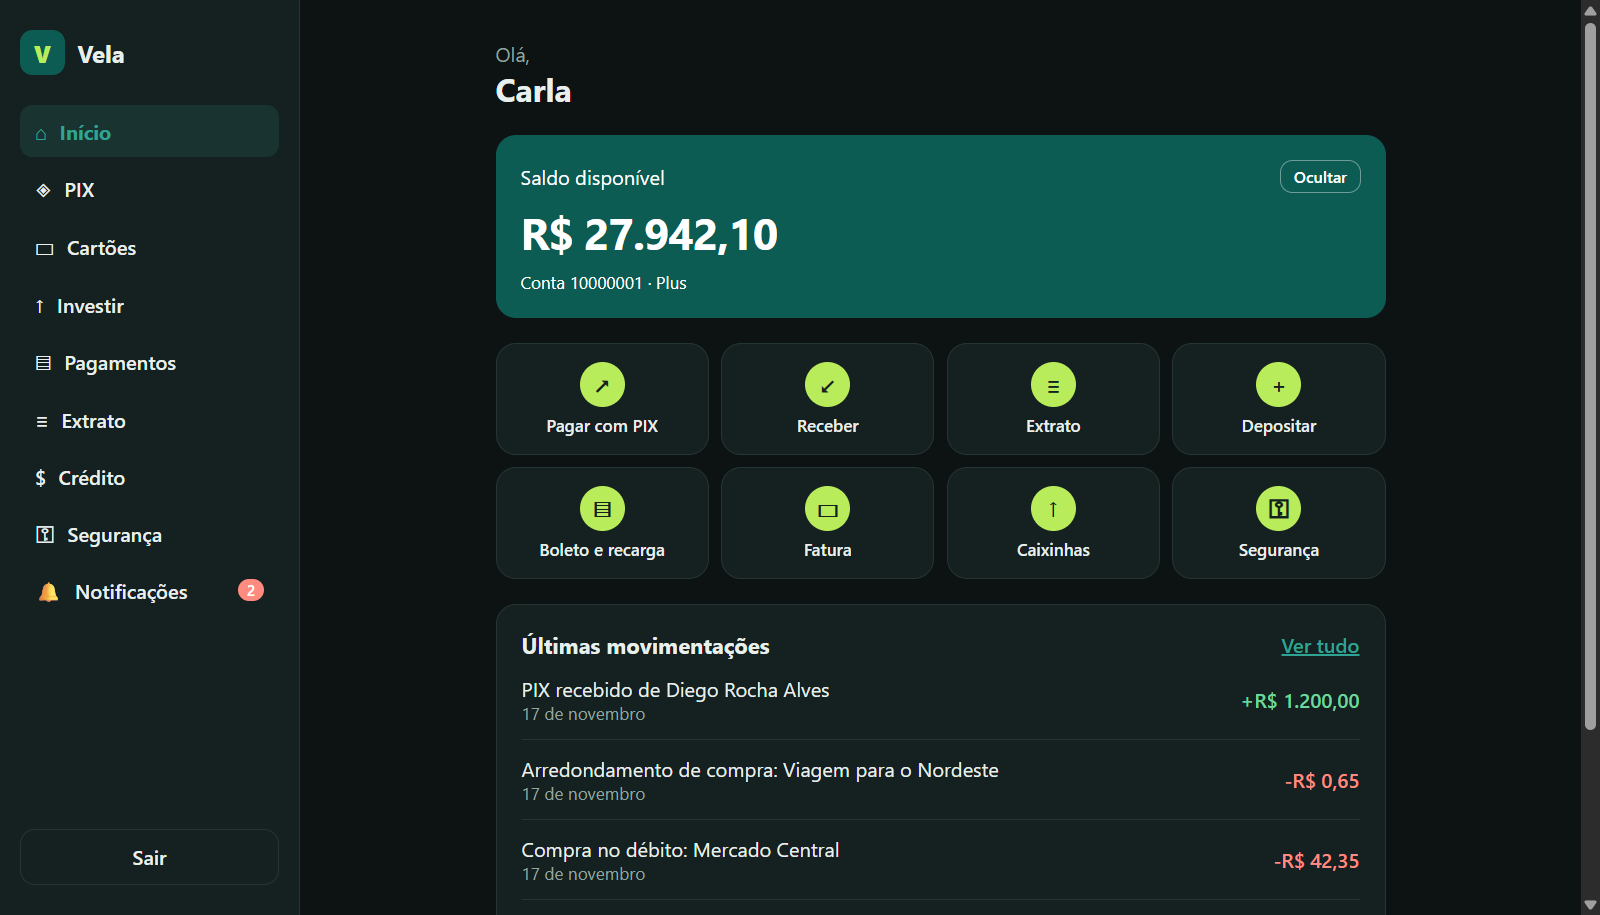 V Vela
Início
PIX
Cartões
Investir
Pagamentos
Extrato
$ Crédito
Segurança
Notificações 2
Sair
Olá,
Carla
Saldo disponível
Ocultar
R$ 27.942,10
Conta 10000001 · Plus
Pagar com PIX
Receber
Extrato
Depositar
Boleto e recarga
Fatura
Caixinhas
Segurança
Últimas movimentações
Ver tudo
PIX recebido de Diego Rocha Alves
17 de novembro
+R$ 1.200,00
Arredondamento de compra: Viagem para o Nordeste
17 de novembro
-R$ 0,65
Compra no débito: Mercado Central
17 de novembro
-R$ 42,35